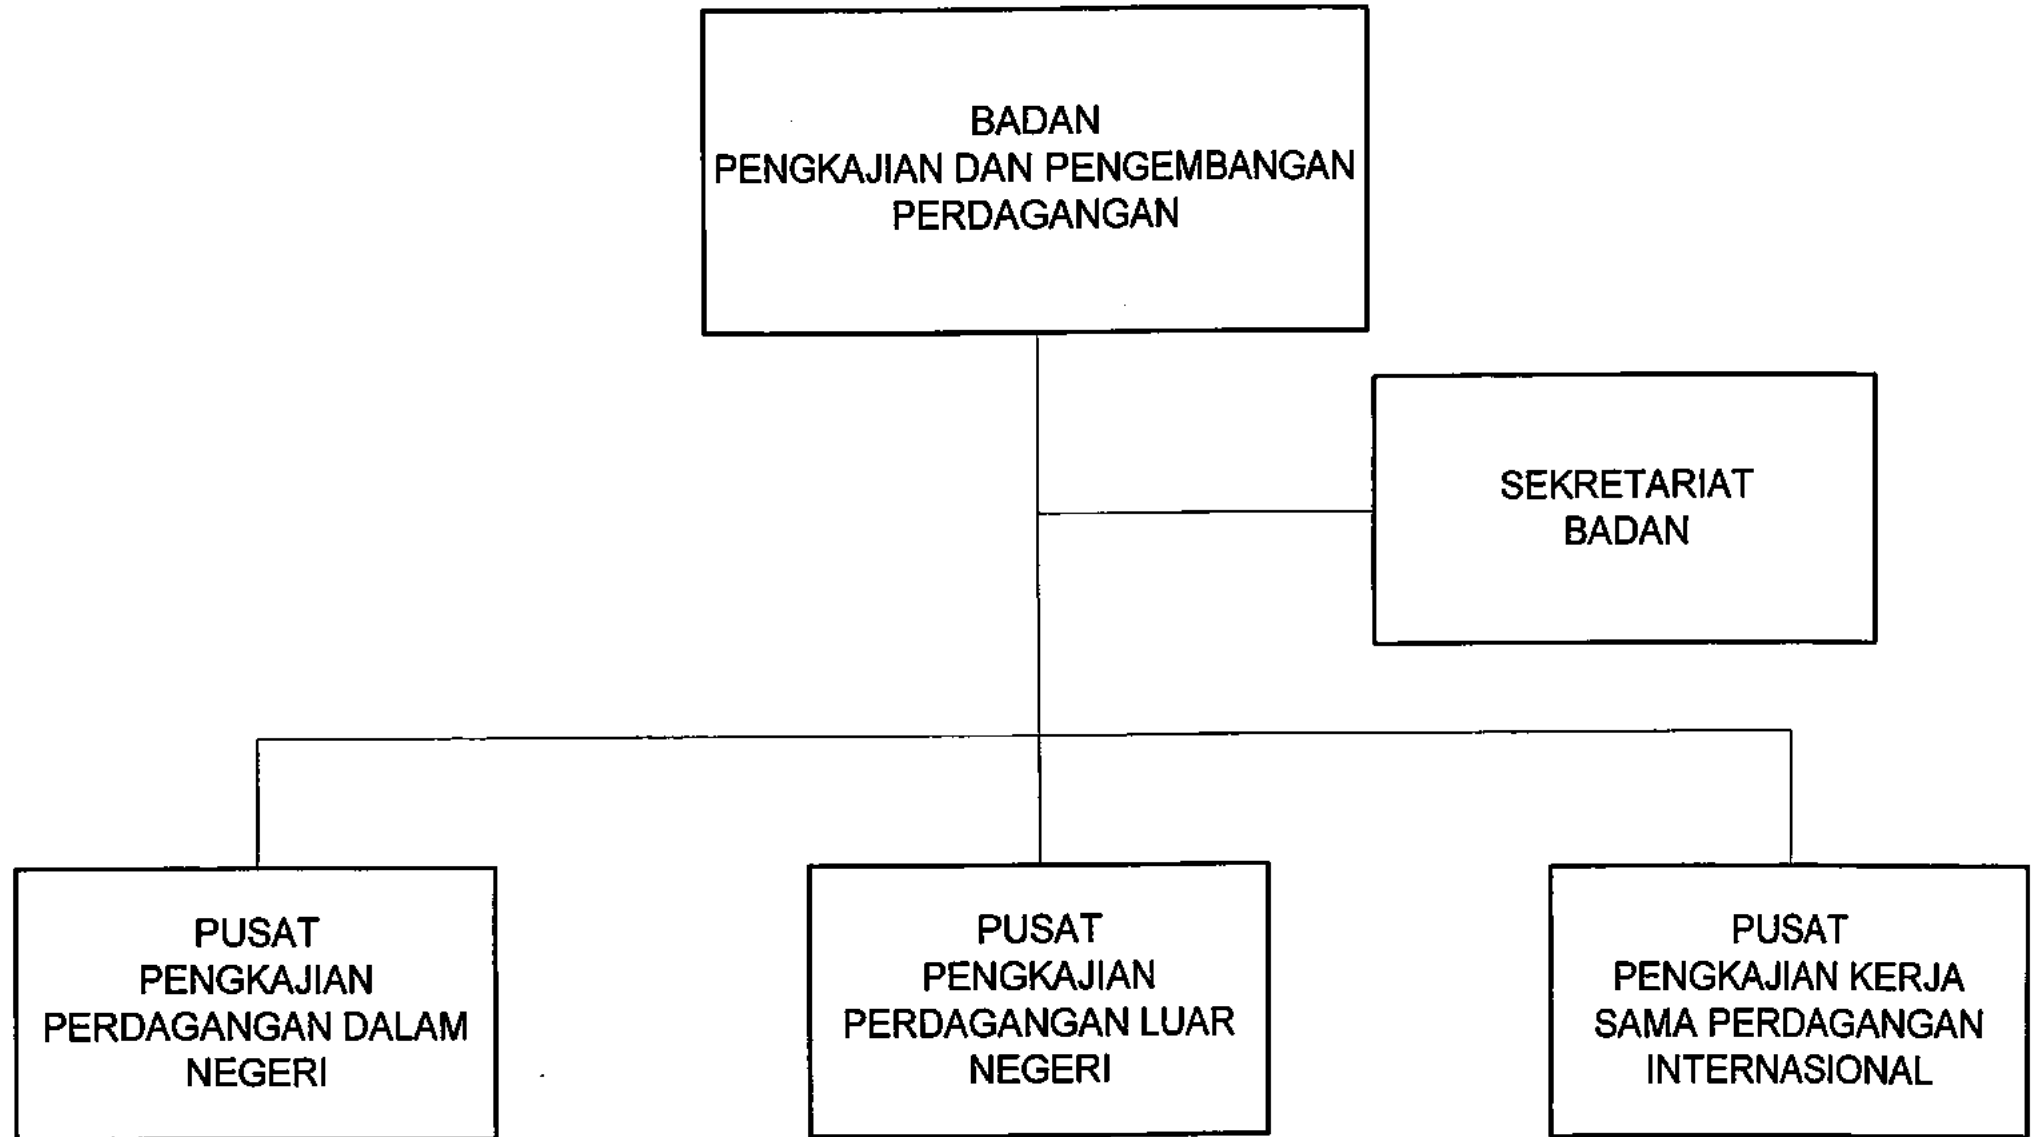 BADAN
PENGKAJIAN DAN PENGEMBANGAN
PERDAGANGAN
SEKRETARIAT
BADAN
PUSAT
PENGKAJIAN
PERDAGANGAN DALAM
NEGERI
PUSAT
PENGKAJIAN
PERDAGANGAN LUAR
NEGERI
PUSAT
PENGKAJIAN KERJA
SAMA PERDAGANGAN
INTERNASIONAL